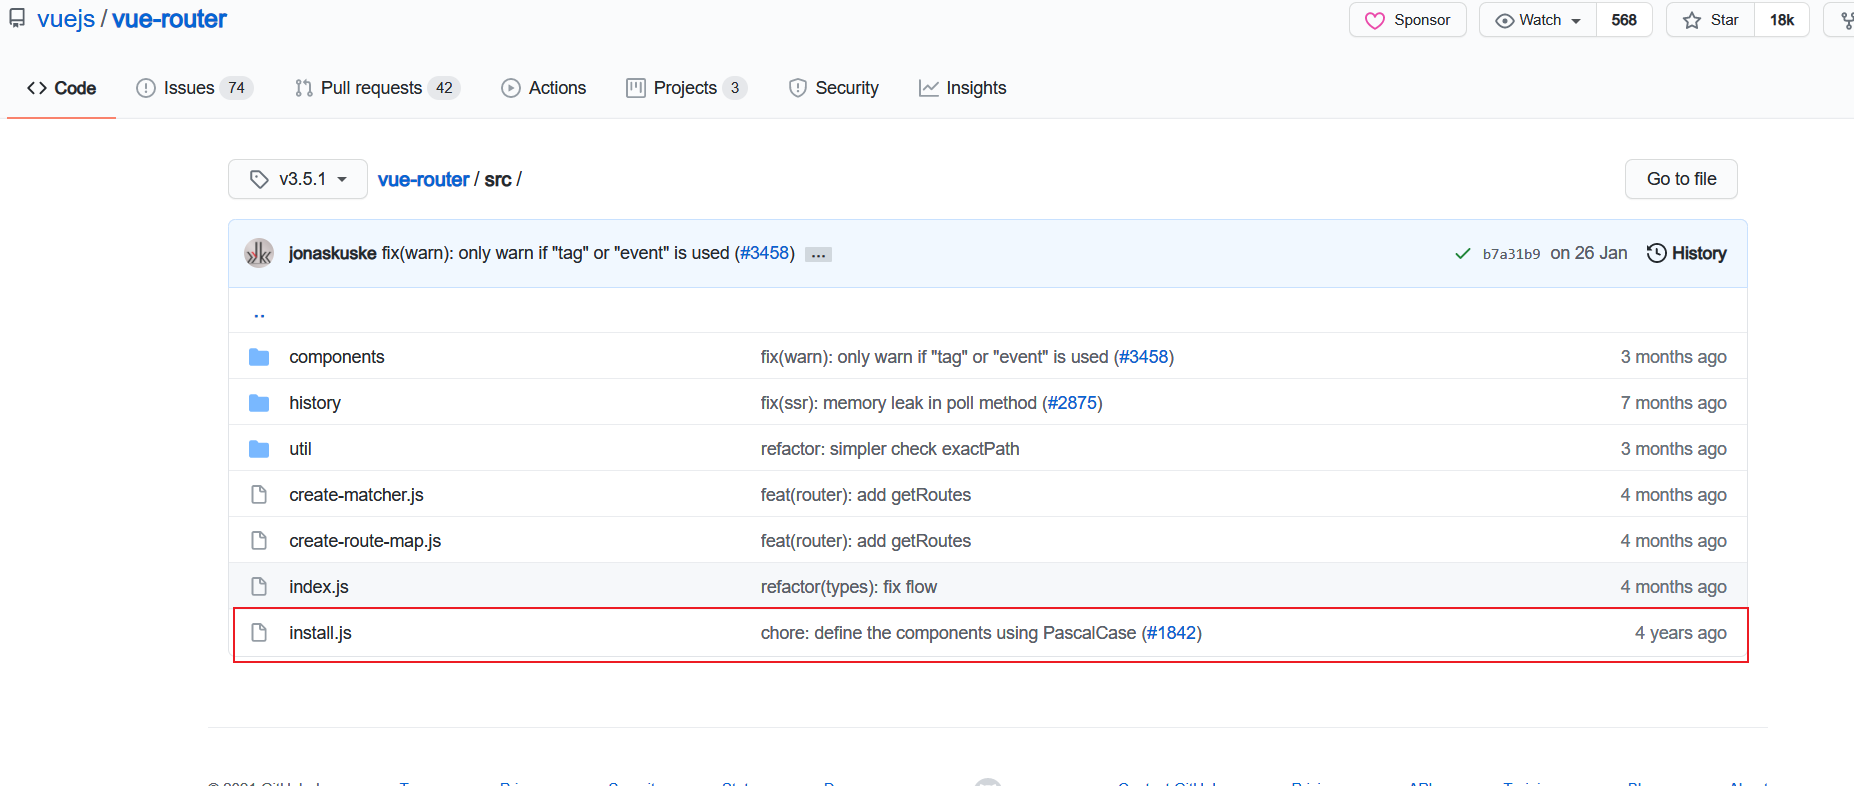 vuejs / vue-router
Sponsor Watch 568 Star 18k
Code Issues 74 Pull requests 42 Actions Projects 3 Security Insights
v3.5.1 vue-router / src / Go to file
jonaskuske fix(warn): only warn if "tag" or "event" is used (#3458) ... b7a31b9 on 26 Jan History
..
components fix(warn): only warn if "tag" or "event" is used (#3458) 3 months ago
history fix(ssr): memory leak in poll method (#2875) 7 months ago
util refactor: simpler check exactPath 3 months ago
create-matcher.js feat(router): add getRoutes 4 months ago
create-route-map.js feat(router): add getRoutes 4 months ago
index.js refactor(types): fix flow 4 months ago
install.js chore: define the components using PascalCase (#1842) 4 years ago